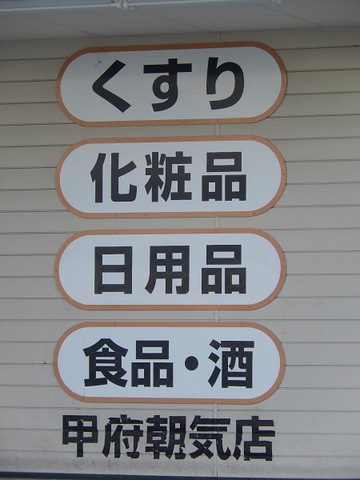 くすり
化粧品
日用品
食品・酒
甲府朝気店